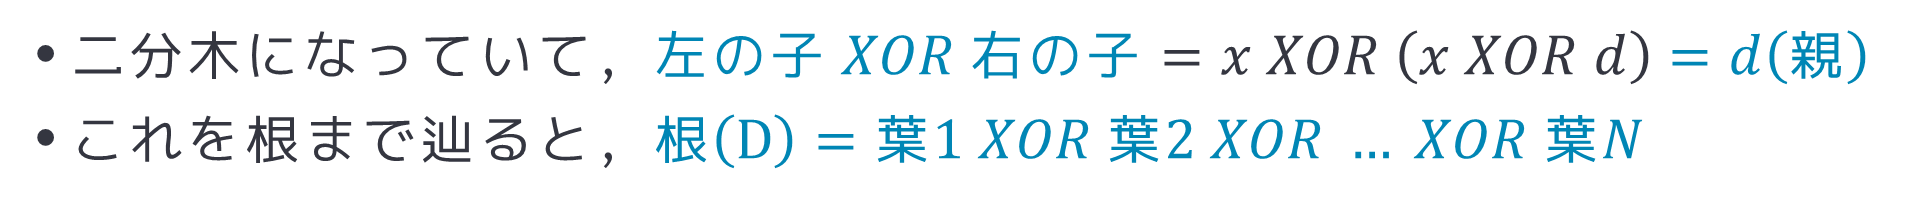 • 二分木になっていて，左の子 XOR 右の子 = x XOR (x XOR d) = d(親)
• これを根まで辿ると，根(D) = 葉1 XOR 葉2 XOR … XOR 葉N